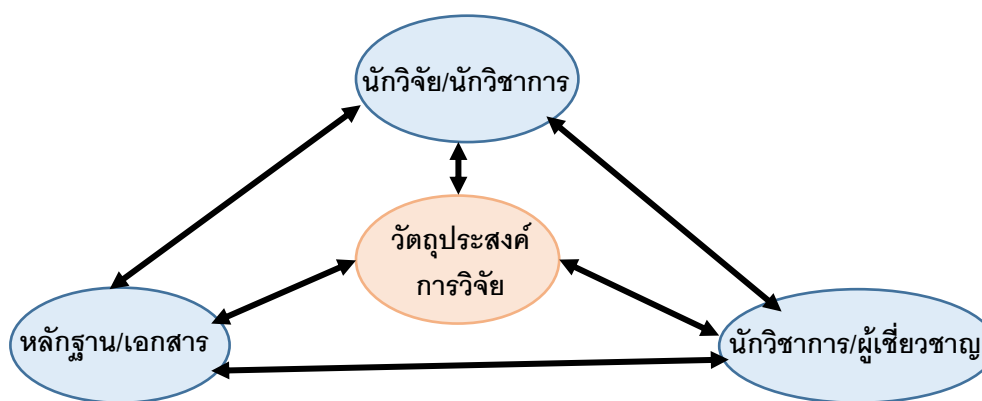 นักวิจัย/นักวิชาการ
วัตถุประสงค์
การวิจัย
หลักฐาน/เอกสาร
นักวิชาการ/ผู้เชี่ยวชาญ